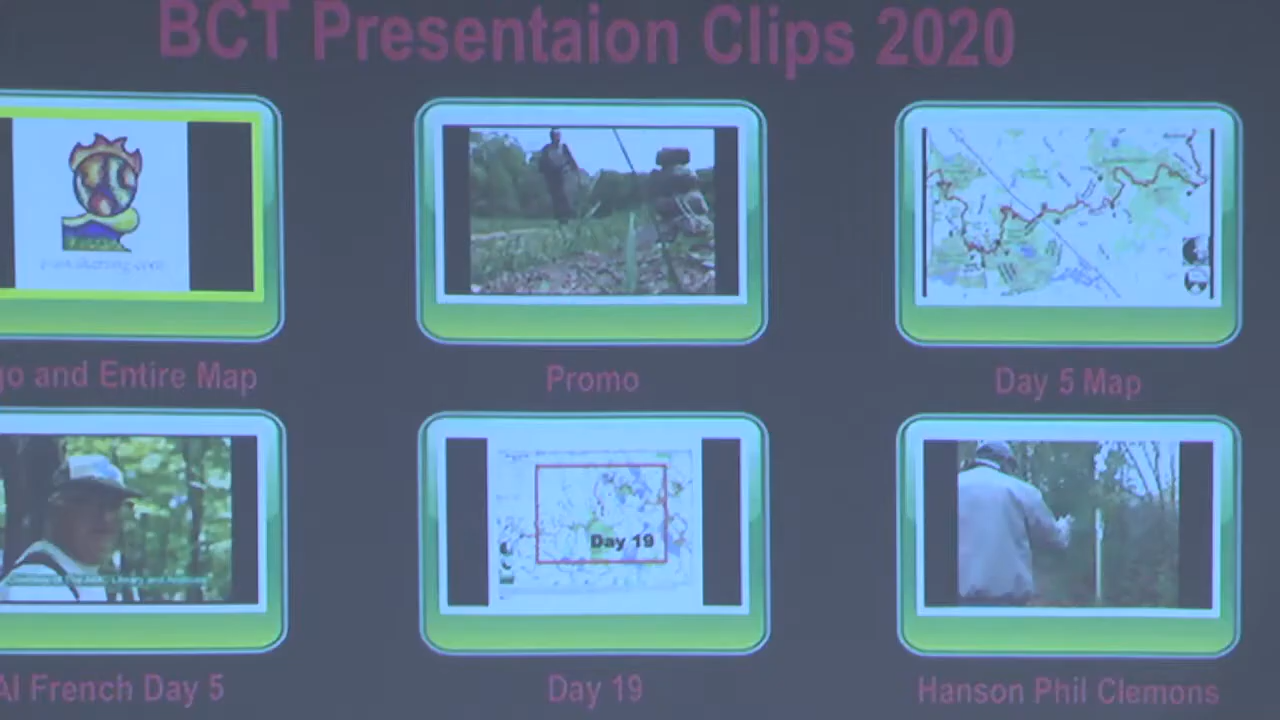 BCT Presentaion Clips 2020
go and Entire Map
Promo
Day 5 Map
Day 19
Al French Day 5
Day 19
Hanson Phil Clemons